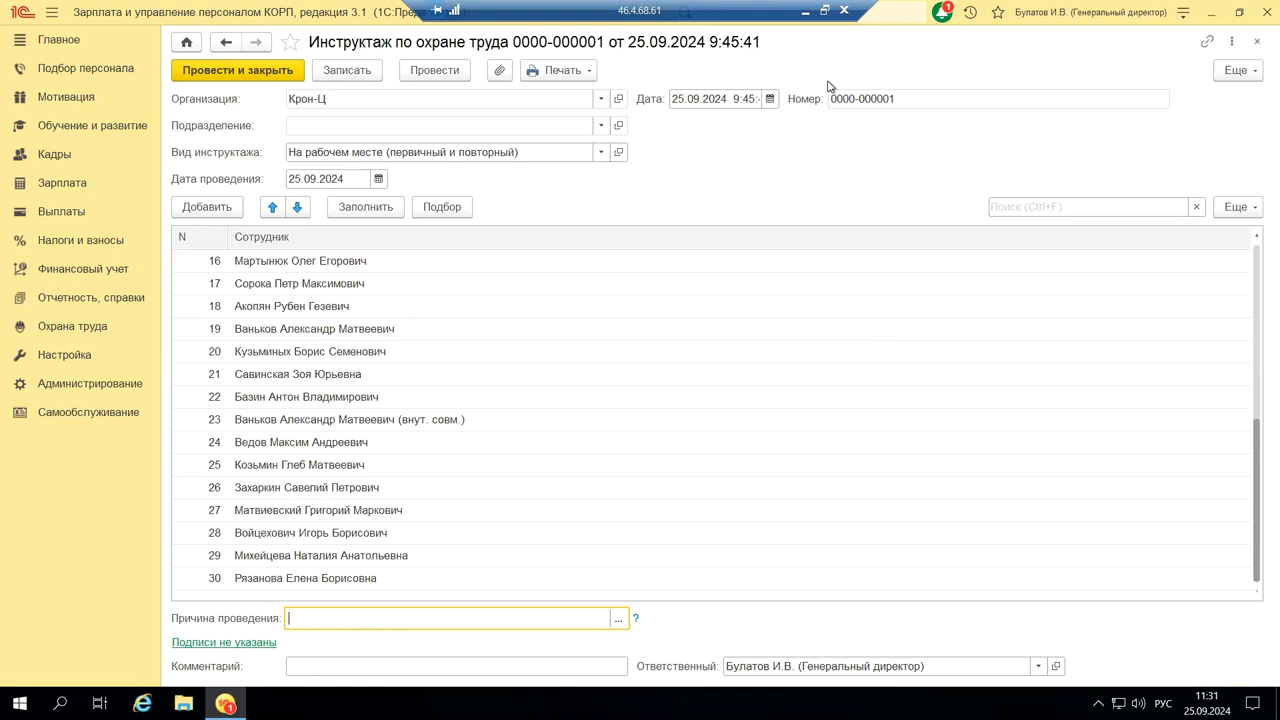 Зарплата и управление персоналом КОРП, редакция 3.1 (1С:Пред
46.4.68.61
1
Булатов И.В. (Генеральный директор)
Главное
Подбор персонала
Мотивация
Обучение и развитие
Кадры
Зарплата
Выплаты
Налоги и взносы
Финансовый учет
Отчетность, справки
Охрана труда
Настройка
Администрирование
Самообслуживание
Инструктаж по охране труда 0000-000001 от 25.09.2024 9:45:41
Провести и закрыть Записать Провести Печать Еще
Организация: Крон-Ц Дата: 25.09.2024 9:45: Номер: 0000-000001
Подразделение:
Вид инструктажа: На рабочем месте (первичный и повторный)
Дата проведения: 25.09.2024
Добавить Заполнить Подбор Поиск (Ctrl+F) Еще
N Сотрудник
16 Мартынюк Олег Егорович
17 Сорока Петр Максимович
18 Акопян Рубен Гезевич
19 Ваньков Александр Матвеевич
20 Кузьминых Борис Семенович
21 Савинская Зоя Юрьевна
22 Базин Антон Владимирович
23 Ваньков Александр Матвеевич (внут. совм.)
24 Ведов Максим Андреевич
25 Козьмин Глеб Матвеевич
26 Захаркин Савелий Петрович
27 Матвиевский Григорий Маркович
28 Войцехович Игорь Борисович
29 Михейцева Наталия Анатольевна
30 Рязанова Елена Борисовна
Причина проведения: ... ?
Подписи не указаны
Комментарий: Ответственный: Булатов И.В. (Генеральный директор)
РУС
11:31
25.09.2024